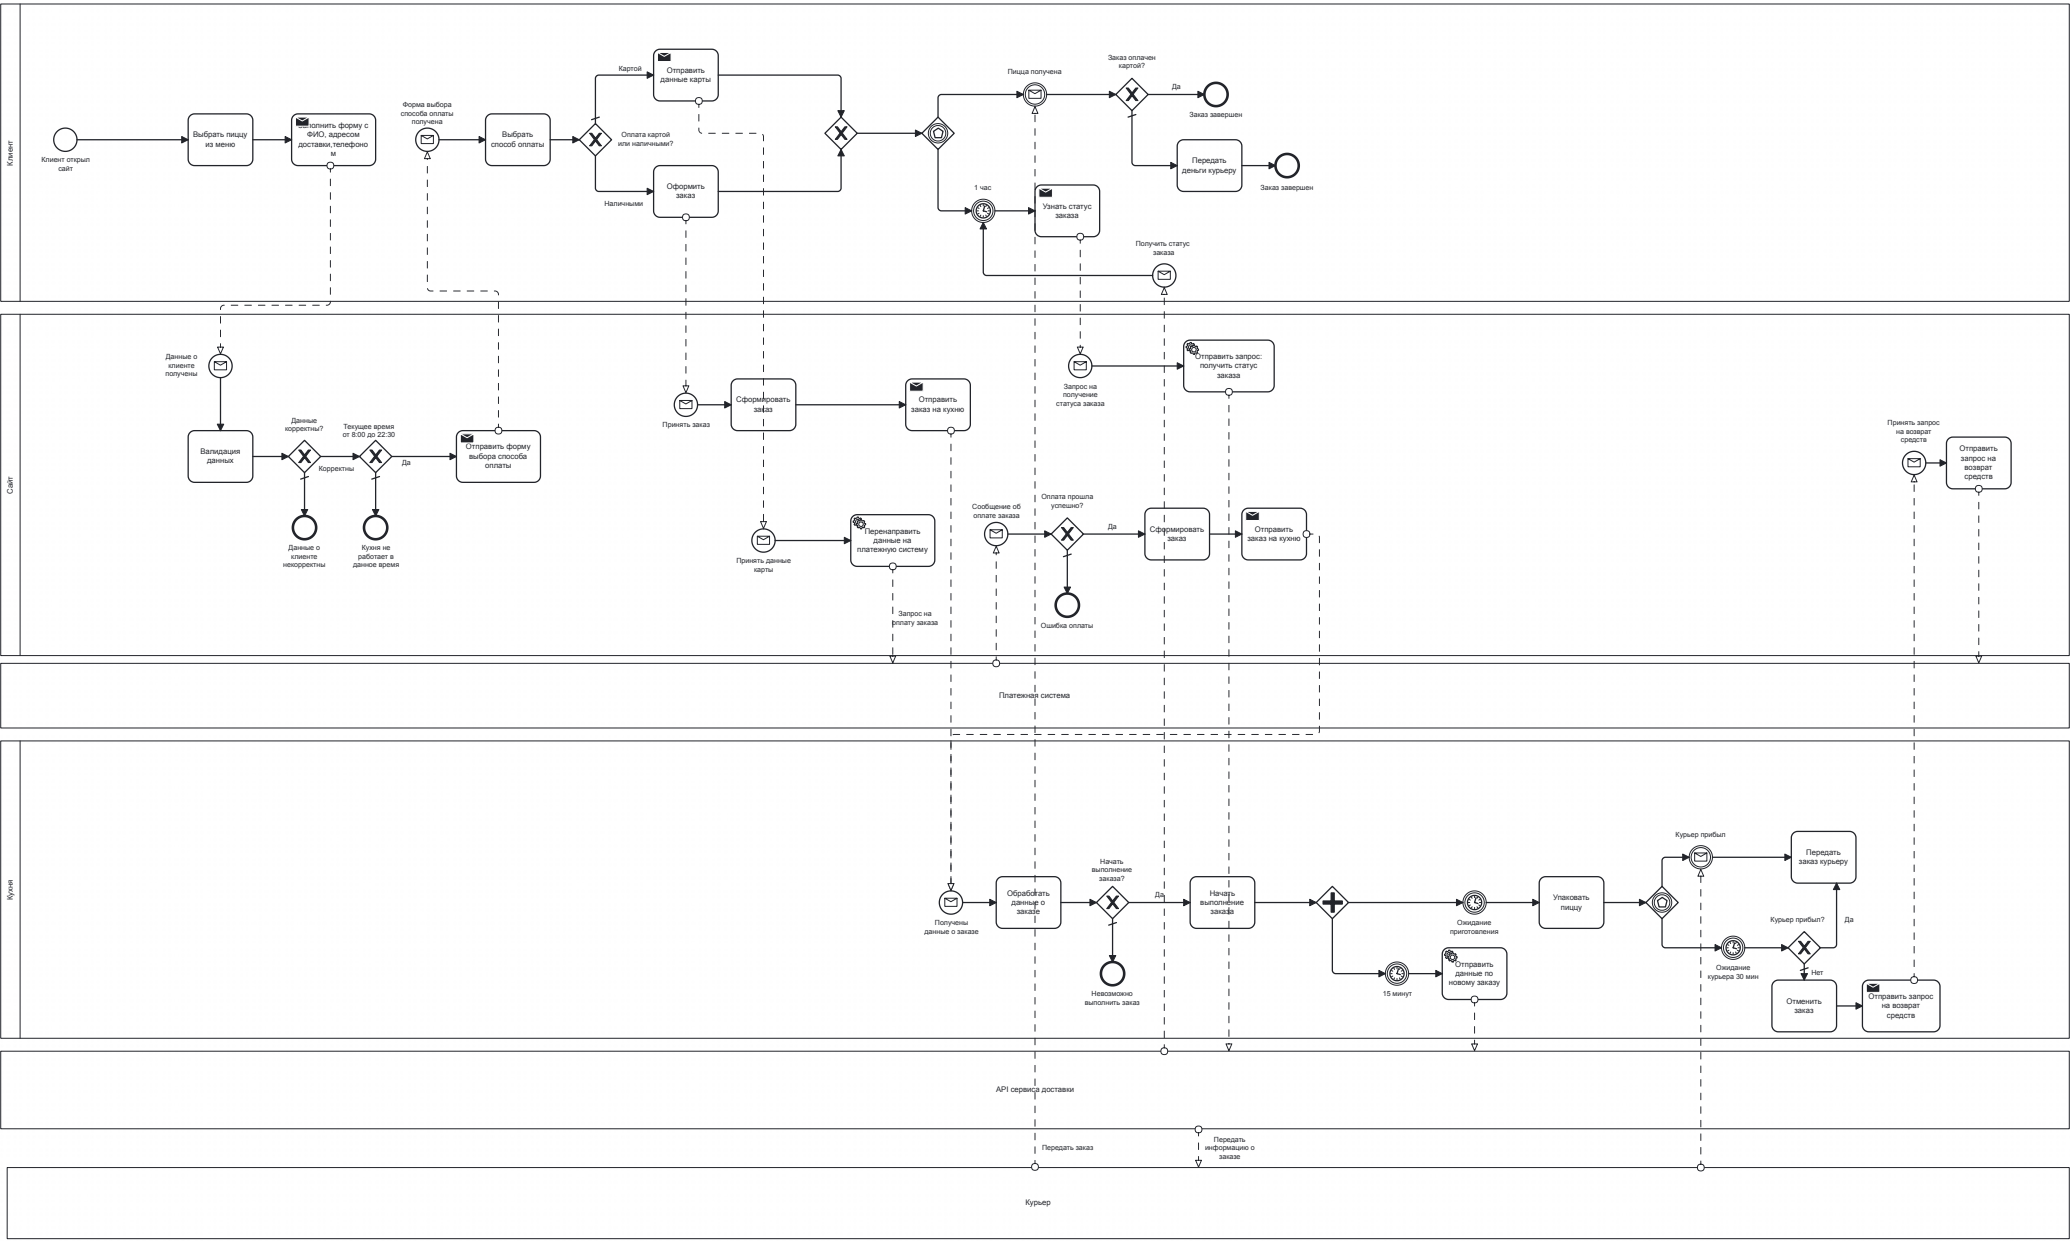 Клиент
Клиент открыл
сайт
Выбрать пиццу
из меню
Заполнить форму с
ФИО, адресом
доставки,телефоно
м
Форма выбора
способа оплаты
получена
Выбрать
способ оплаты
Картой
Оплата картой
или наличными?
Наличными
Отправить
данные карты
Оформить
заказ
Пицца получена
1 час
Узнать статус
заказа
Получить статус
заказа
Заказ оплачен
картой?
Да
Заказ завершен
Передать
деньги курьеру
Заказ завершен
Сайт
Данные о
клиенте
получены
Валидация
данных
Данные
корректны?
Корректны
Данные о
клиенте
некорректны
Текущее время
от 8:00 до 22:30
Да
Кухня не
работает в
данное время
Отправить форму
выбора способа
оплаты
Принять заказ
Сформировать
заказ
Отправить
заказ на кухню
Принять данные
карты
Перенаправить
данные на
платежную систему
Запрос на
оплату заказа
Запрос на
получение
статуса заказа
Отправить запрос:
получить статус
заказа
Сообщение об
оплате заказа
Оплата прошла
успешно?
Да
Ошибка оплаты
Сформировать
заказ
Отправить
заказ на кухню
Принять запрос
на возврат
средств
Отправить
запрос на
возврат
средств
Платежная система
Кухня
Получены
данные о заказе
Обработать
данные о
заказе
Начать
выполнение
заказа?
Да
Невозможно
выполнить заказ
Начать
выполнение
заказа
Ожидание
приготовления
15 минут
Отправить
данные по
новому заказу
Упаковать
пиццу
Курьер прибыл
Ожидание
курьера 30 мин
Курьер прибыл?
Да
Нет
Передать
заказ курьеру
Отменить
заказ
Отправить запрос
на возврат
средств
API сервиса доставки
Передать заказ
Передать
информацию о
заказе
Курьер